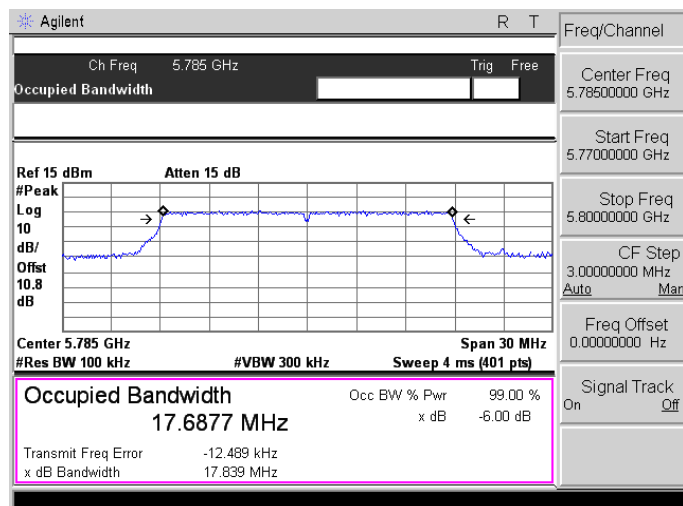 Agilent R T
Freq/Channel
Ch Freq 5.785 GHz Trig Free
Occupied Bandwidth
Center Freq
5.78500000 GHz
Start Freq
5.77000000 GHz
Stop Freq
5.80000000 GHz
CF Step
3.00000000 MHz
Auto Man
Freq Offset
0.00000000 Hz
Signal Track
On Off
Ref 15 dBm Atten 15 dB
#Peak
Log
10
dB/
Offst
10.8
dB
Center 5.785 GHz Span 30 MHz
#Res BW 100 kHz #VBW 300 kHz Sweep 4 ms (401 pts)
Occupied Bandwidth Occ BW % Pwr 99.00 %
17.6877 MHz x dB -6.00 dB
Transmit Freq Error -12.489 kHz
x dB Bandwidth 17.839 MHz